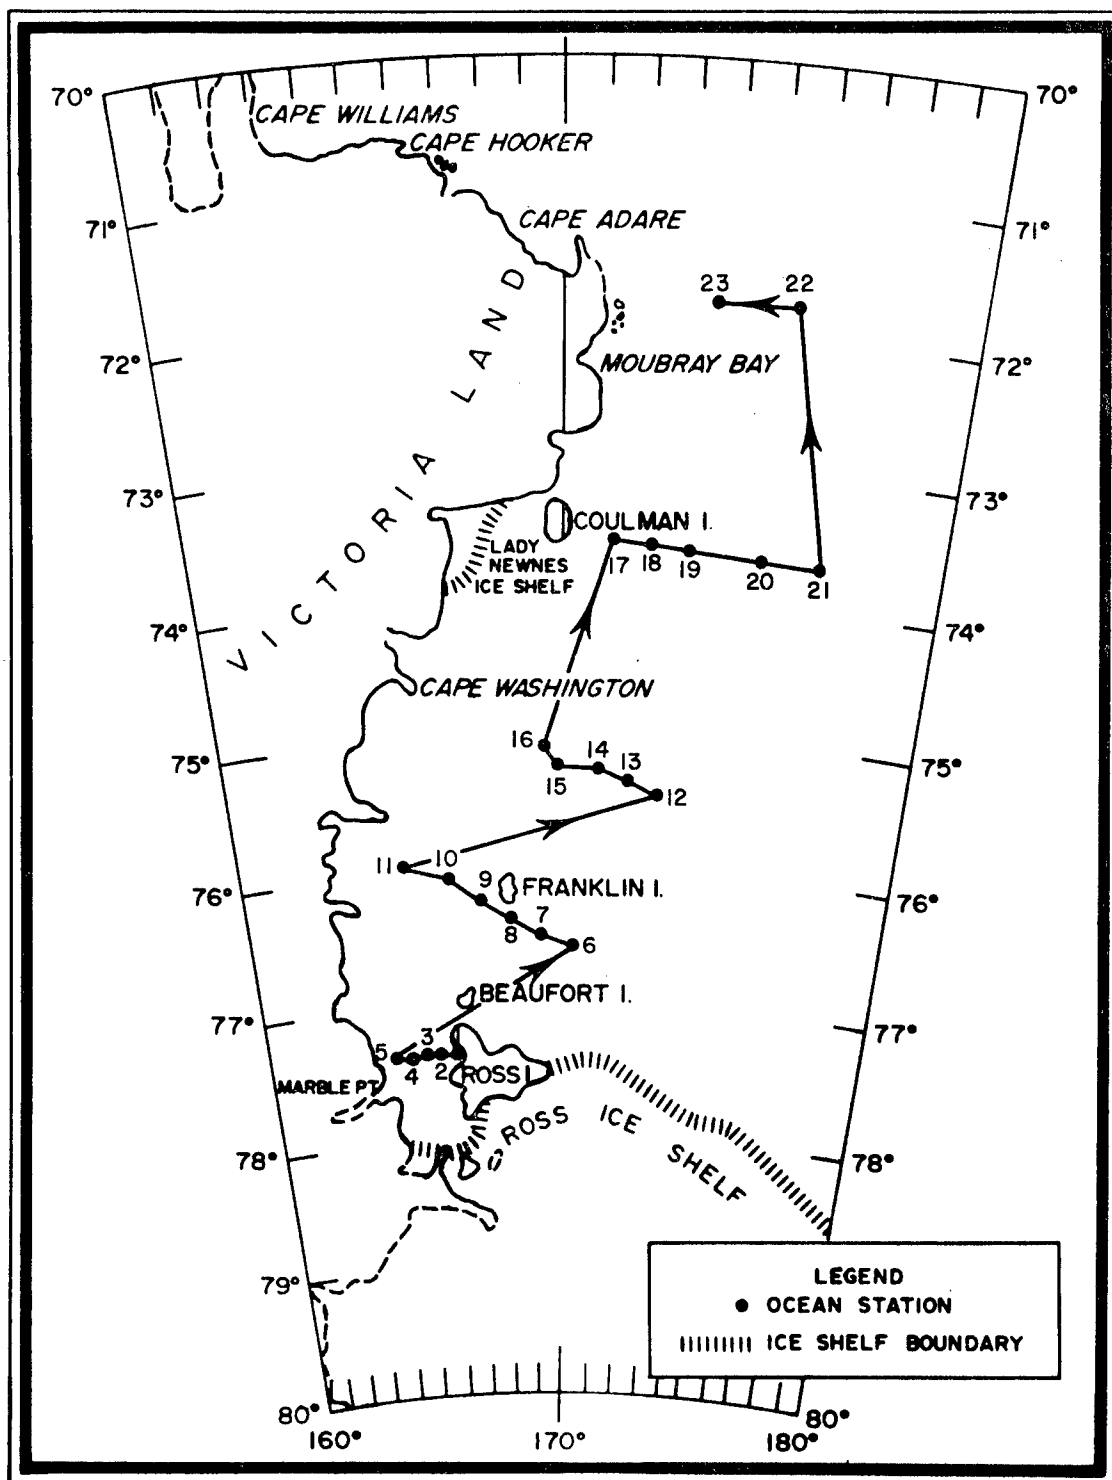 70°
70°
CAPE WILLIAMS
CAPE HOOKER
CAPE ADARE
71°
71°
VICTORIA LAND
23
22
72°
72°
MOUBRAY BAY
73°
73°
COULMAN I.
LADY
NEWNES
ICE SHELF
17
18
19
20
21
74°
74°
CAPE WASHINGTON
16
15
14
13
12
75°
75°
11
10
9
FRANKLIN I.
8
7
6
76°
76°
BEAUFORT I.
77°
77°
5
4
3
2
ROSS I.
MARBLE PT.
ROSS ICE SHELF
78°
78°
79°
LEGEND
OCEAN STATION
ICE SHELF BOUNDARY
80°
80°
160°
170°
180°